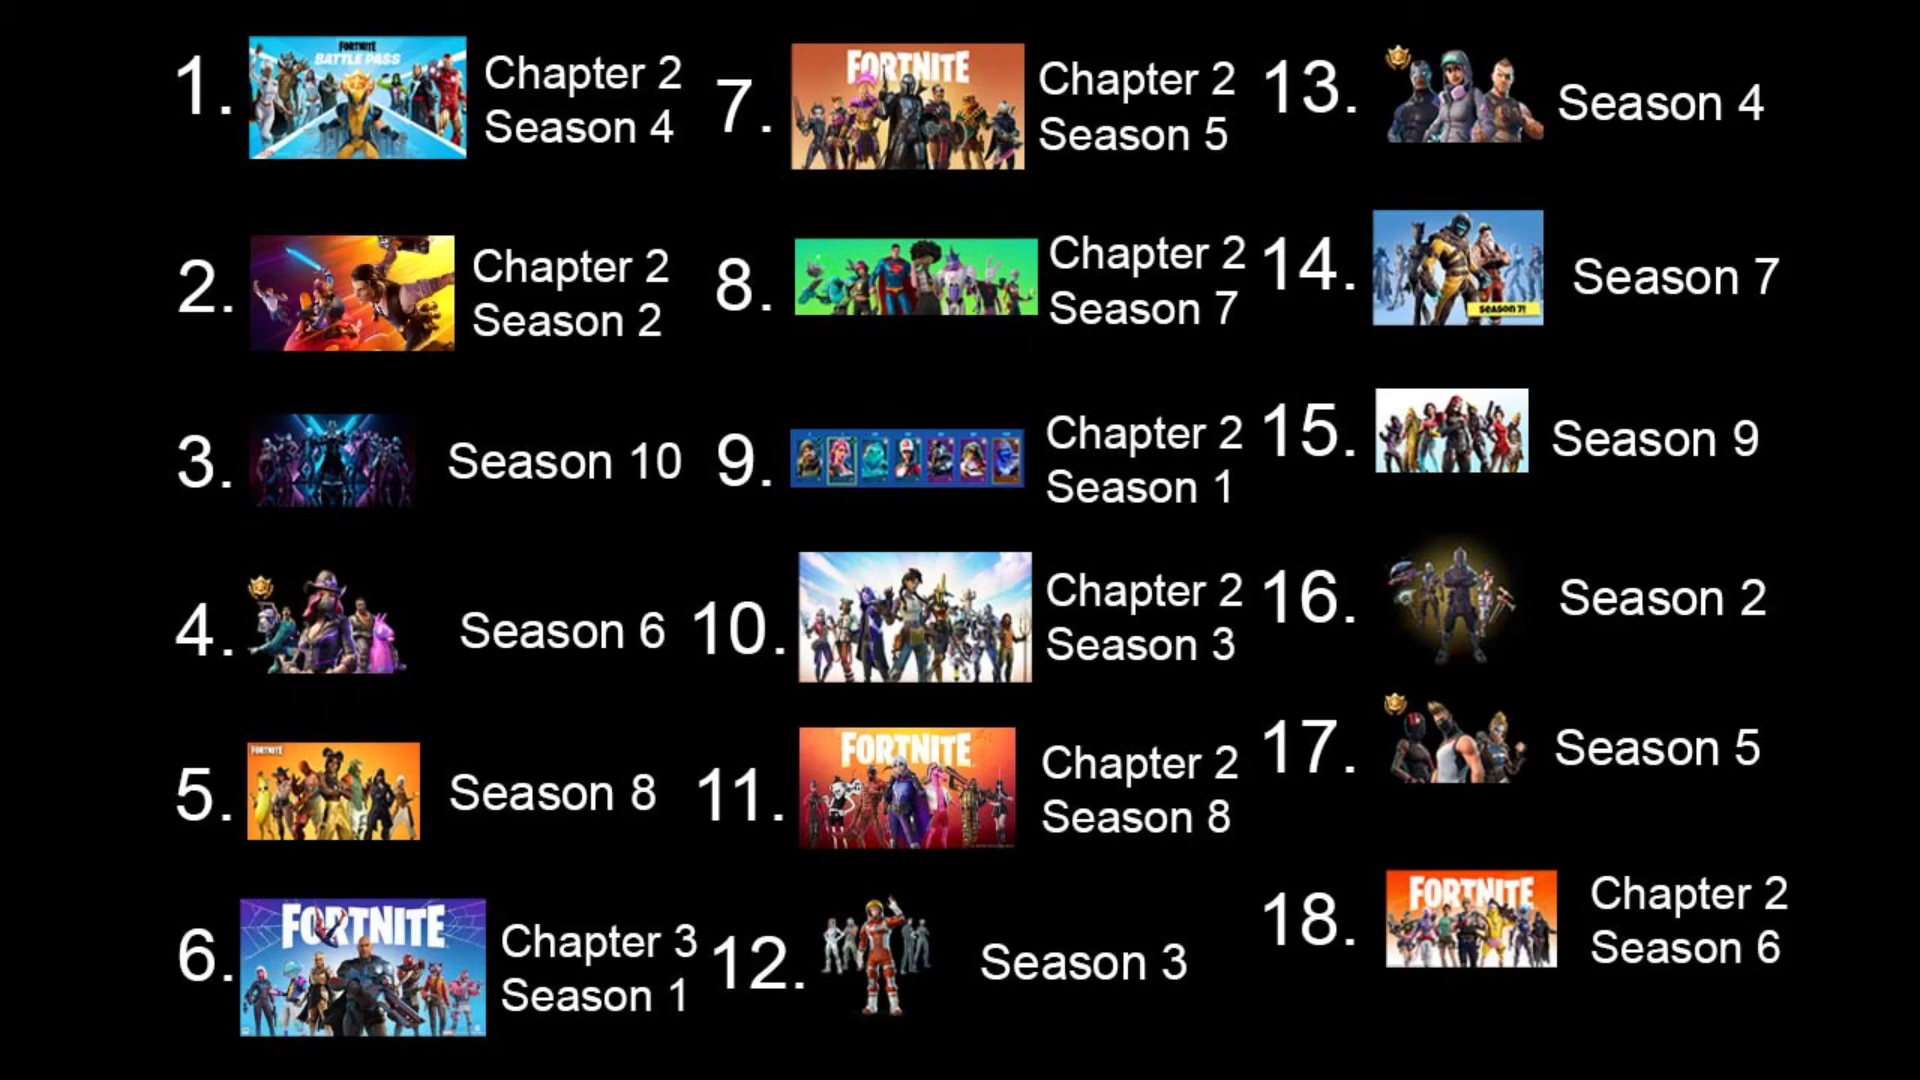 1.
FORTNITE
BATTLE PASS
Chapter 2
Season 4
2.
Chapter 2
Season 2
3.
Season 10
4.
Season 6
5.
FORTNITE
Season 8
6.
FORTNITE
Chapter 3
Season 1
7.
FORTNITE
Chapter 2
Season 5
8.
Chapter 2
Season 7
9.
Chapter 2
Season 1
10.
Chapter 2
Season 3
11.
FORTNITE
Chapter 2
Season 8
12.
Season 3
13.
Season 4
14.
SEASON 7!
Season 7
15.
Season 9
16.
Season 2
17.
Season 5
18.
FORTNITE
Chapter 2
Season 6